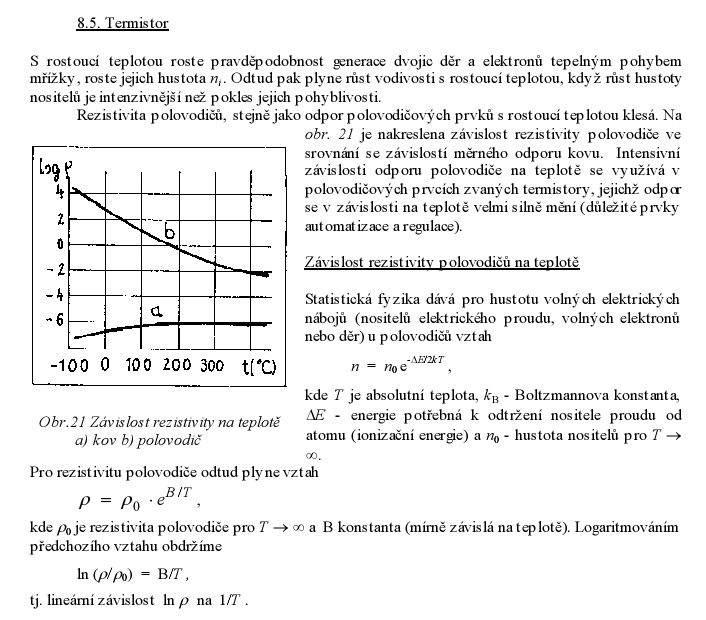 8.5. Termistor
S rostoucí teplotou roste pravděpodobnost generace dvojic děr a elektronů tepelným pohybem
mřížky, roste jejich hustota nᵢ. Odtud pak plyne růst vodivosti s rostoucí teplotou, když růst hustoty
nositelů je intenzivnější než pokles jejich pohyblivosti.
Rezistivita polovodičů, stejně jako odpor polovodičových prvků s rostoucí teplotou klesá. Na
obr. 21 je nakreslena závislost rezistivity polovodiče ve
srovnání se závislostí měrného odporu kovu. Intensivní
závislosti odporu polovodiče na teplotě se využívá v
polovodičových prvcích zvaných termistory, jejichž odpor
se v závislosti na teplotě velmi silně mění (důležité prvky
automatizace a regulace).
log ρ
4
2
0
- 2
- 4
- 6
b
a
-100 0 100 200 300 t(°C)
Obr.21 Závislost rezistivity na teplotě
a) kov b) polovodič
Závislost rezistivity polovodičů na teplotě
Statistická fyzika dává pro hustotu volných elektrických
nábojů (nositelů elektrického proudu, volných elektronů
nebo děr) u polovodičů vztah
n = n₀ e^-ΔE/2kT ,
kde T je absolutní teplota, k_B - Boltzmannova konstanta,
ΔE - energie potřebná k odtržení nositele proudu od
atomu (ionizační energie) a n₀ - hustota nositelů pro T →
∞.
Pro rezistivitu polovodiče odtud plyne vztah
ρ = ρ₀ · e^B/T ,
kde ρ₀ je rezistivita polovodiče pro T → ∞ a B konstanta (mírně závislá na teplotě). Logaritmováním
předchozího vztahu obdržíme
ln (ρ/ρ₀) = B/T ,
tj. lineární závislost ln ρ na 1/T .